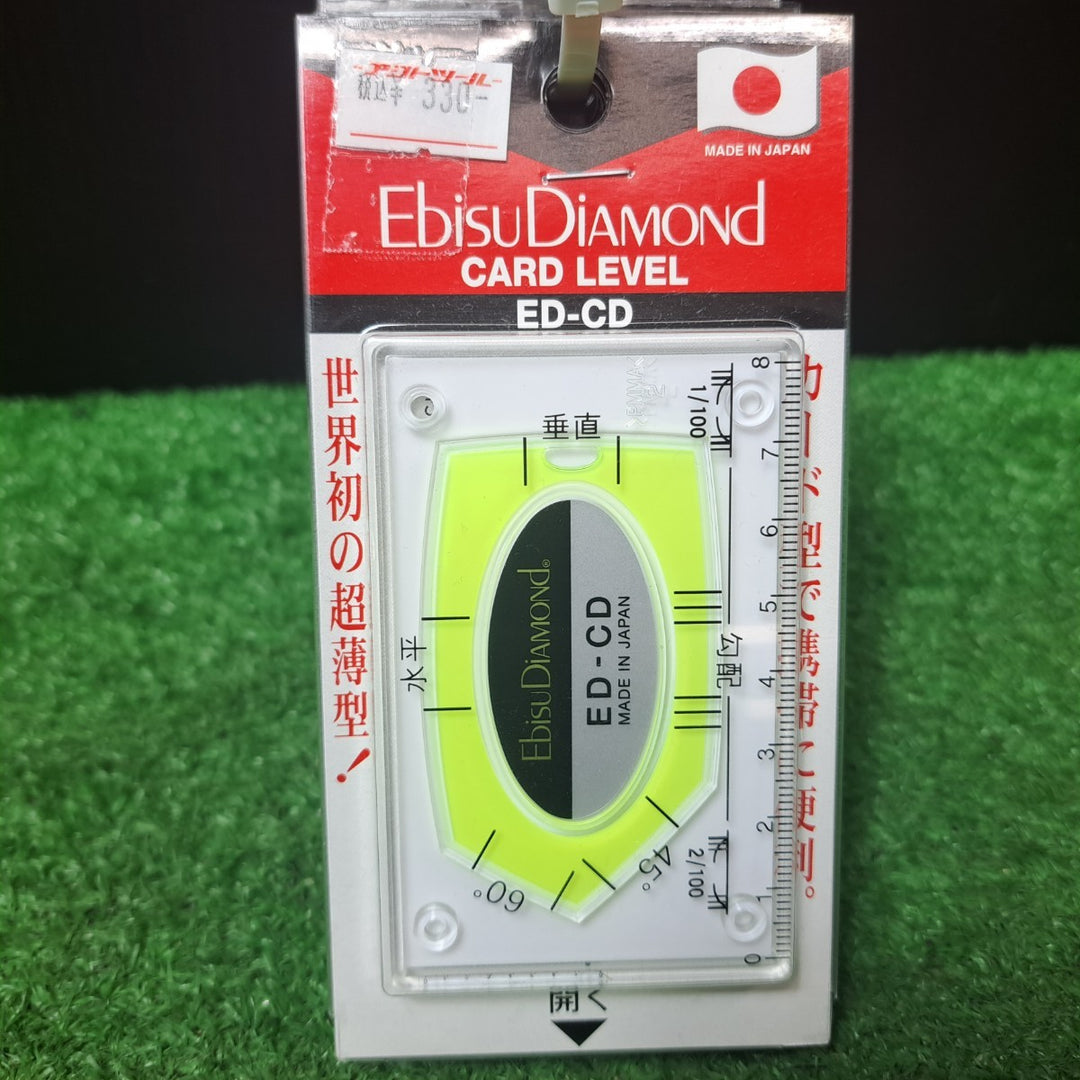 アクトツール
税込¥ 330-
MADE IN JAPAN
EbisuDiamond
CARD LEVEL
ED-CD
世界初の超薄型！
カード型で携帯に便利。
垂直
水平
勾配
1/100
2/100
45°
60°
EbisuDiamond®
ED-CD
MADE IN JAPAN
8
7
6
5
4
3
2
1
0
開く